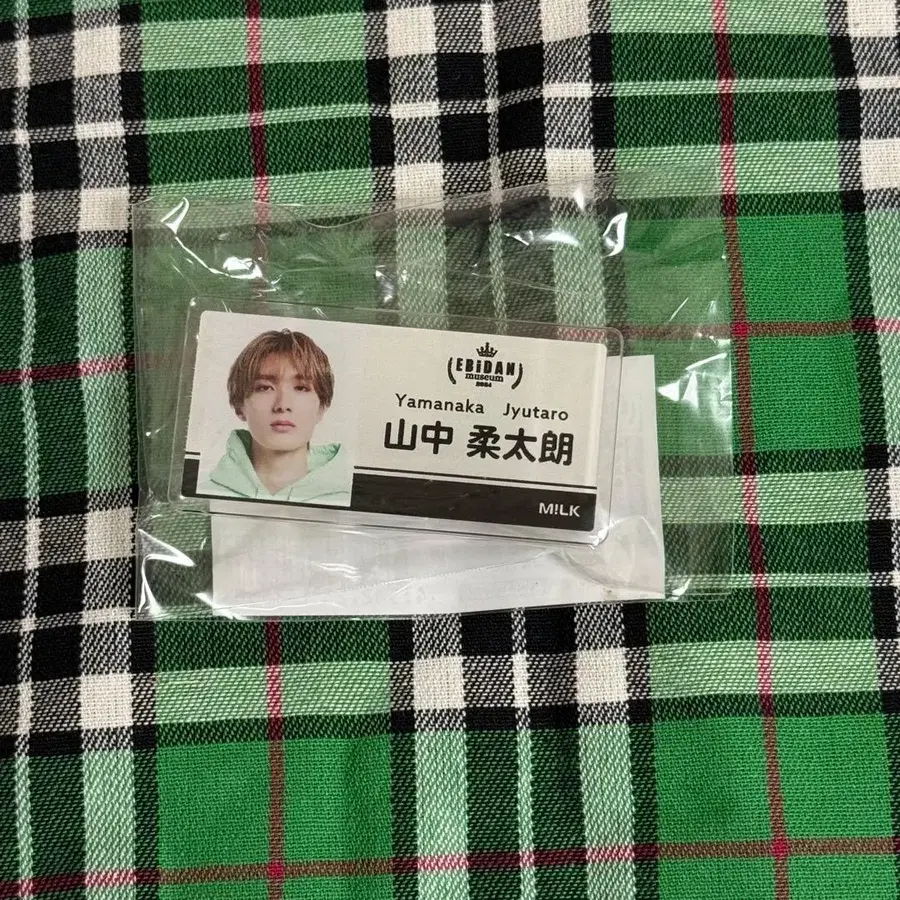 EBiDAN
museum
2024
Yamanaka Jyutaro
山中 柔太朗
M!LK